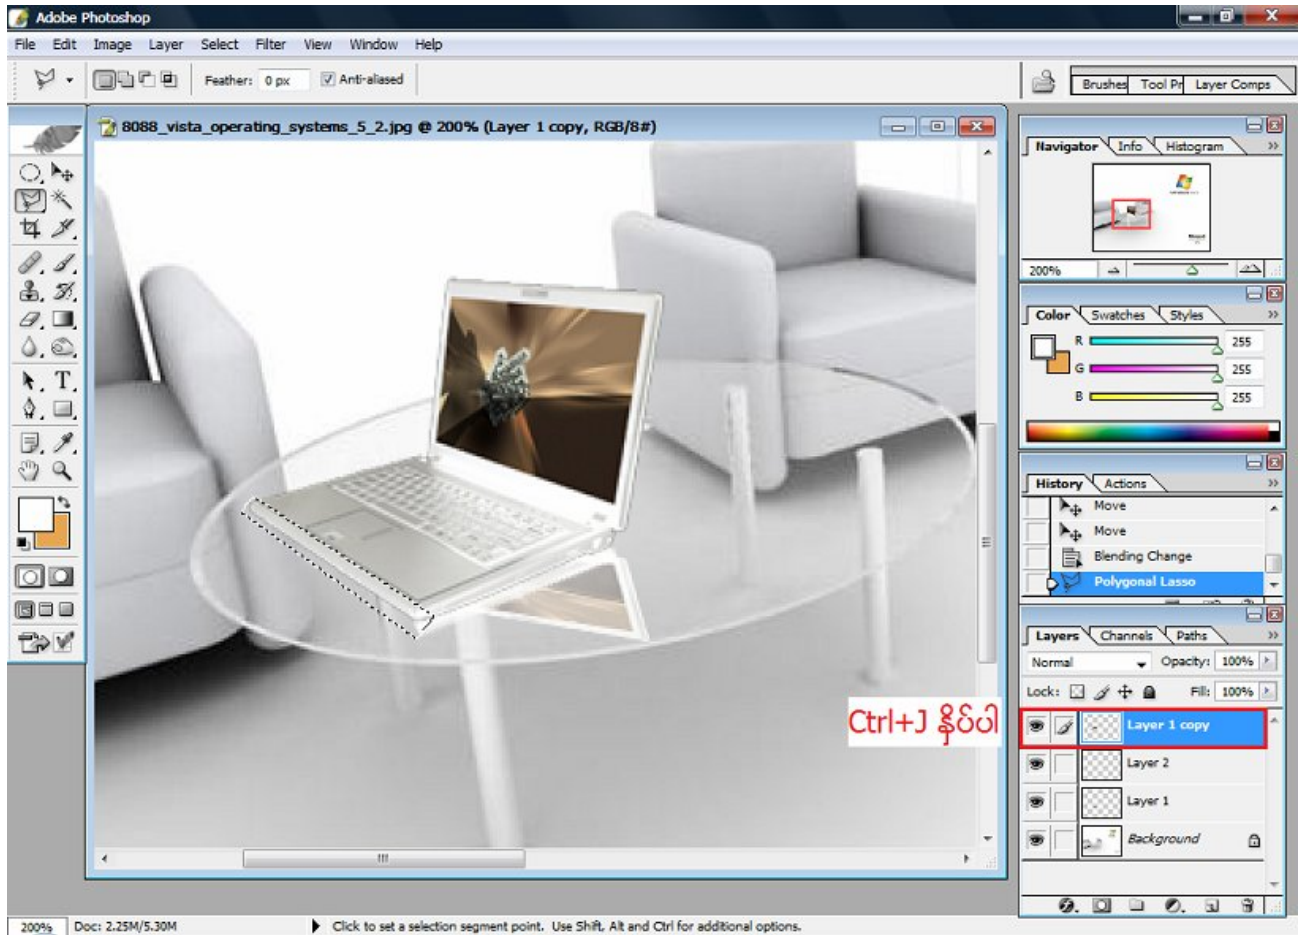 Adobe Photoshop
File Edit Image Layer Select Filter View Window Help
Feather: 0 px Anti-aliased
Brushes Tool Pr Layer Comps
8088_vista_operating_systems_5_2.jpg @ 200% (Layer 1 copy, RGB/8#)
Navigator Info Histogram
200%
Color Swatches Styles
R 255
G 255
B 255
History Actions
Move
Move
Blending Change
Polygonal Lasso
Layers Channels Paths
Normal Opacity: 100%
Lock: Fill: 100%
Ctrl+J နှိပ်ပါ
Layer 1 copy
Layer 2
Layer 1
Background
200% Doc: 2.25M/5.30M Click to set a selection segment point. Use Shift, Alt and Ctrl for additional options.